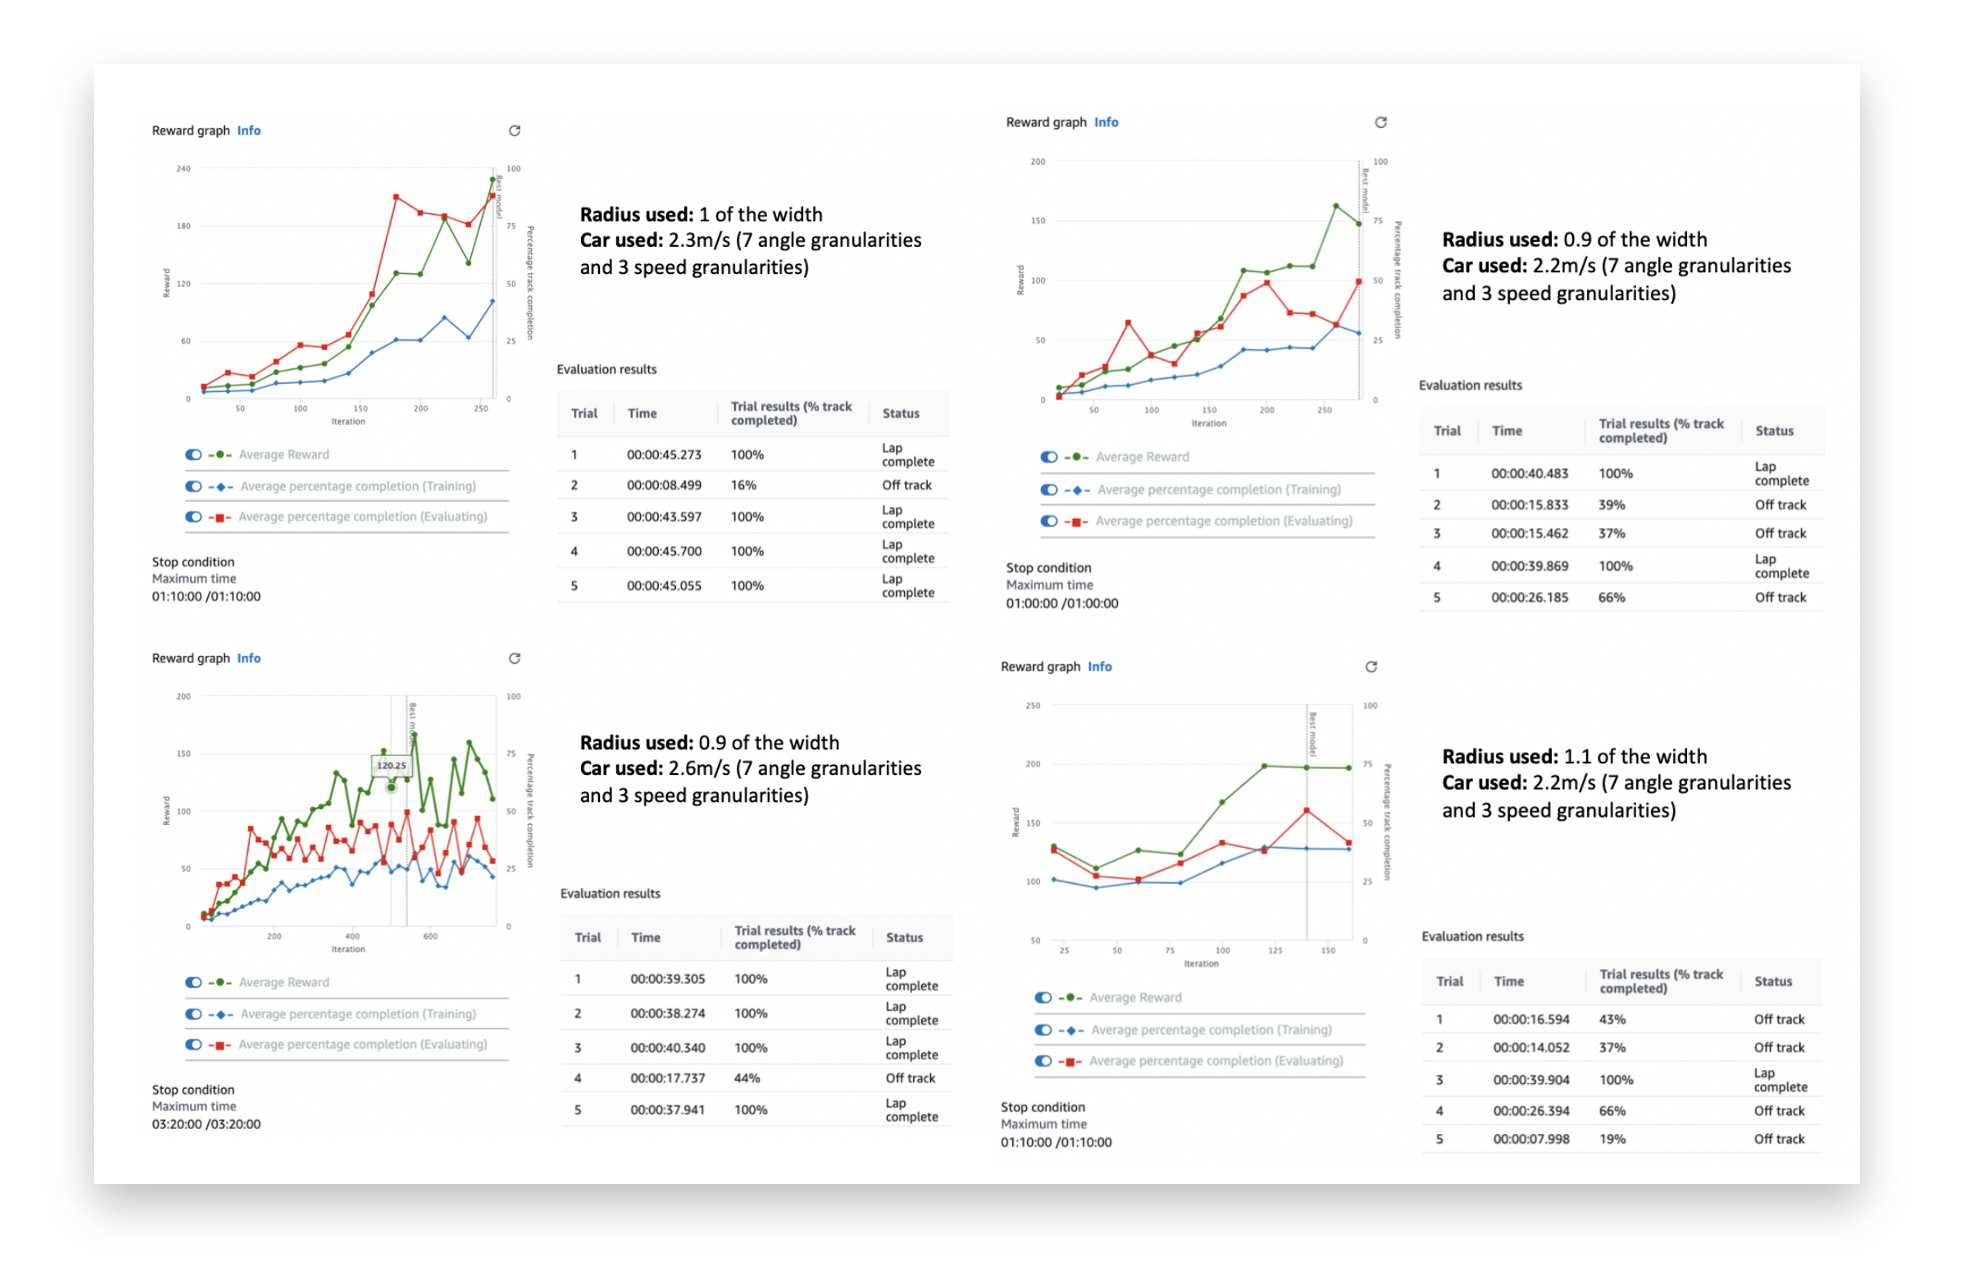 Reward graph Info
240
180
120
60
0
100
75
50
25
0
Reward
Percentage track completion
Best model
50 100 150 200 250
Iteration
Average Reward
Average percentage completion (Training)
Average percentage completion (Evaluating)
Stop condition
Maximum time
01:10:00 /01:10:00
Radius used: 1 of the width
Car used: 2.3m/s (7 angle granularities
and 3 speed granularities)
Evaluation results
Trial Time Trial results (% track completed) Status
1 00:00:45.273 100% Lap complete
2 00:00:08.499 16% Off track
3 00:00:43.597 100% Lap complete
4 00:00:45.700 100% Lap complete
5 00:00:45.055 100% Lap complete
Reward graph Info
200
150
100
50
0
100
75
50
25
0
Reward
Percentage track completion
Best model
50 100 150 200 250
Iteration
Average Reward
Average percentage completion (Training)
Average percentage completion (Evaluating)
Stop condition
Maximum time
01:00:00 /01:00:00
Radius used: 0.9 of the width
Car used: 2.2m/s (7 angle granularities
and 3 speed granularities)
Evaluation results
Trial Time Trial results (% track completed) Status
1 00:00:40.483 100% Lap complete
2 00:00:15.833 39% Off track
3 00:00:15.462 37% Off track
4 00:00:39.869 100% Lap complete
5 00:00:26.185 66% Off track
Reward graph Info
200
150
100
50
0
100
75
50
25
0
Reward
Percentage track completion
Best model
120.25
200 400 600
Iteration
Average Reward
Average percentage completion (Training)
Average percentage completion (Evaluating)
Stop condition
Maximum time
03:20:00 /03:20:00
Radius used: 0.9 of the width
Car used: 2.6m/s (7 angle granularities
and 3 speed granularities)
Evaluation results
Trial Time Trial results (% track completed) Status
1 00:00:39.305 100% Lap complete
2 00:00:38.274 100% Lap complete
3 00:00:40.340 100% Lap complete
4 00:00:17.737 44% Off track
5 00:00:37.941 100% Lap complete
Reward graph Info
250
200
150
100
50
100
75
50
25
0
Reward
Percentage track completion
Best model
25 50 75 100 125 150
Iteration
Average Reward
Average percentage completion (Training)
Average percentage completion (Evaluating)
Stop condition
Maximum time
01:10:00 /01:10:00
Radius used: 1.1 of the width
Car used: 2.2m/s (7 angle granularities
and 3 speed granularities)
Evaluation results
Trial Time Trial results (% track completed) Status
1 00:00:16.594 43% Off track
2 00:00:14.052 37% Off track
3 00:00:39.904 100% Lap complete
4 00:00:26.394 66% Off track
5 00:00:07.998 19% Off track